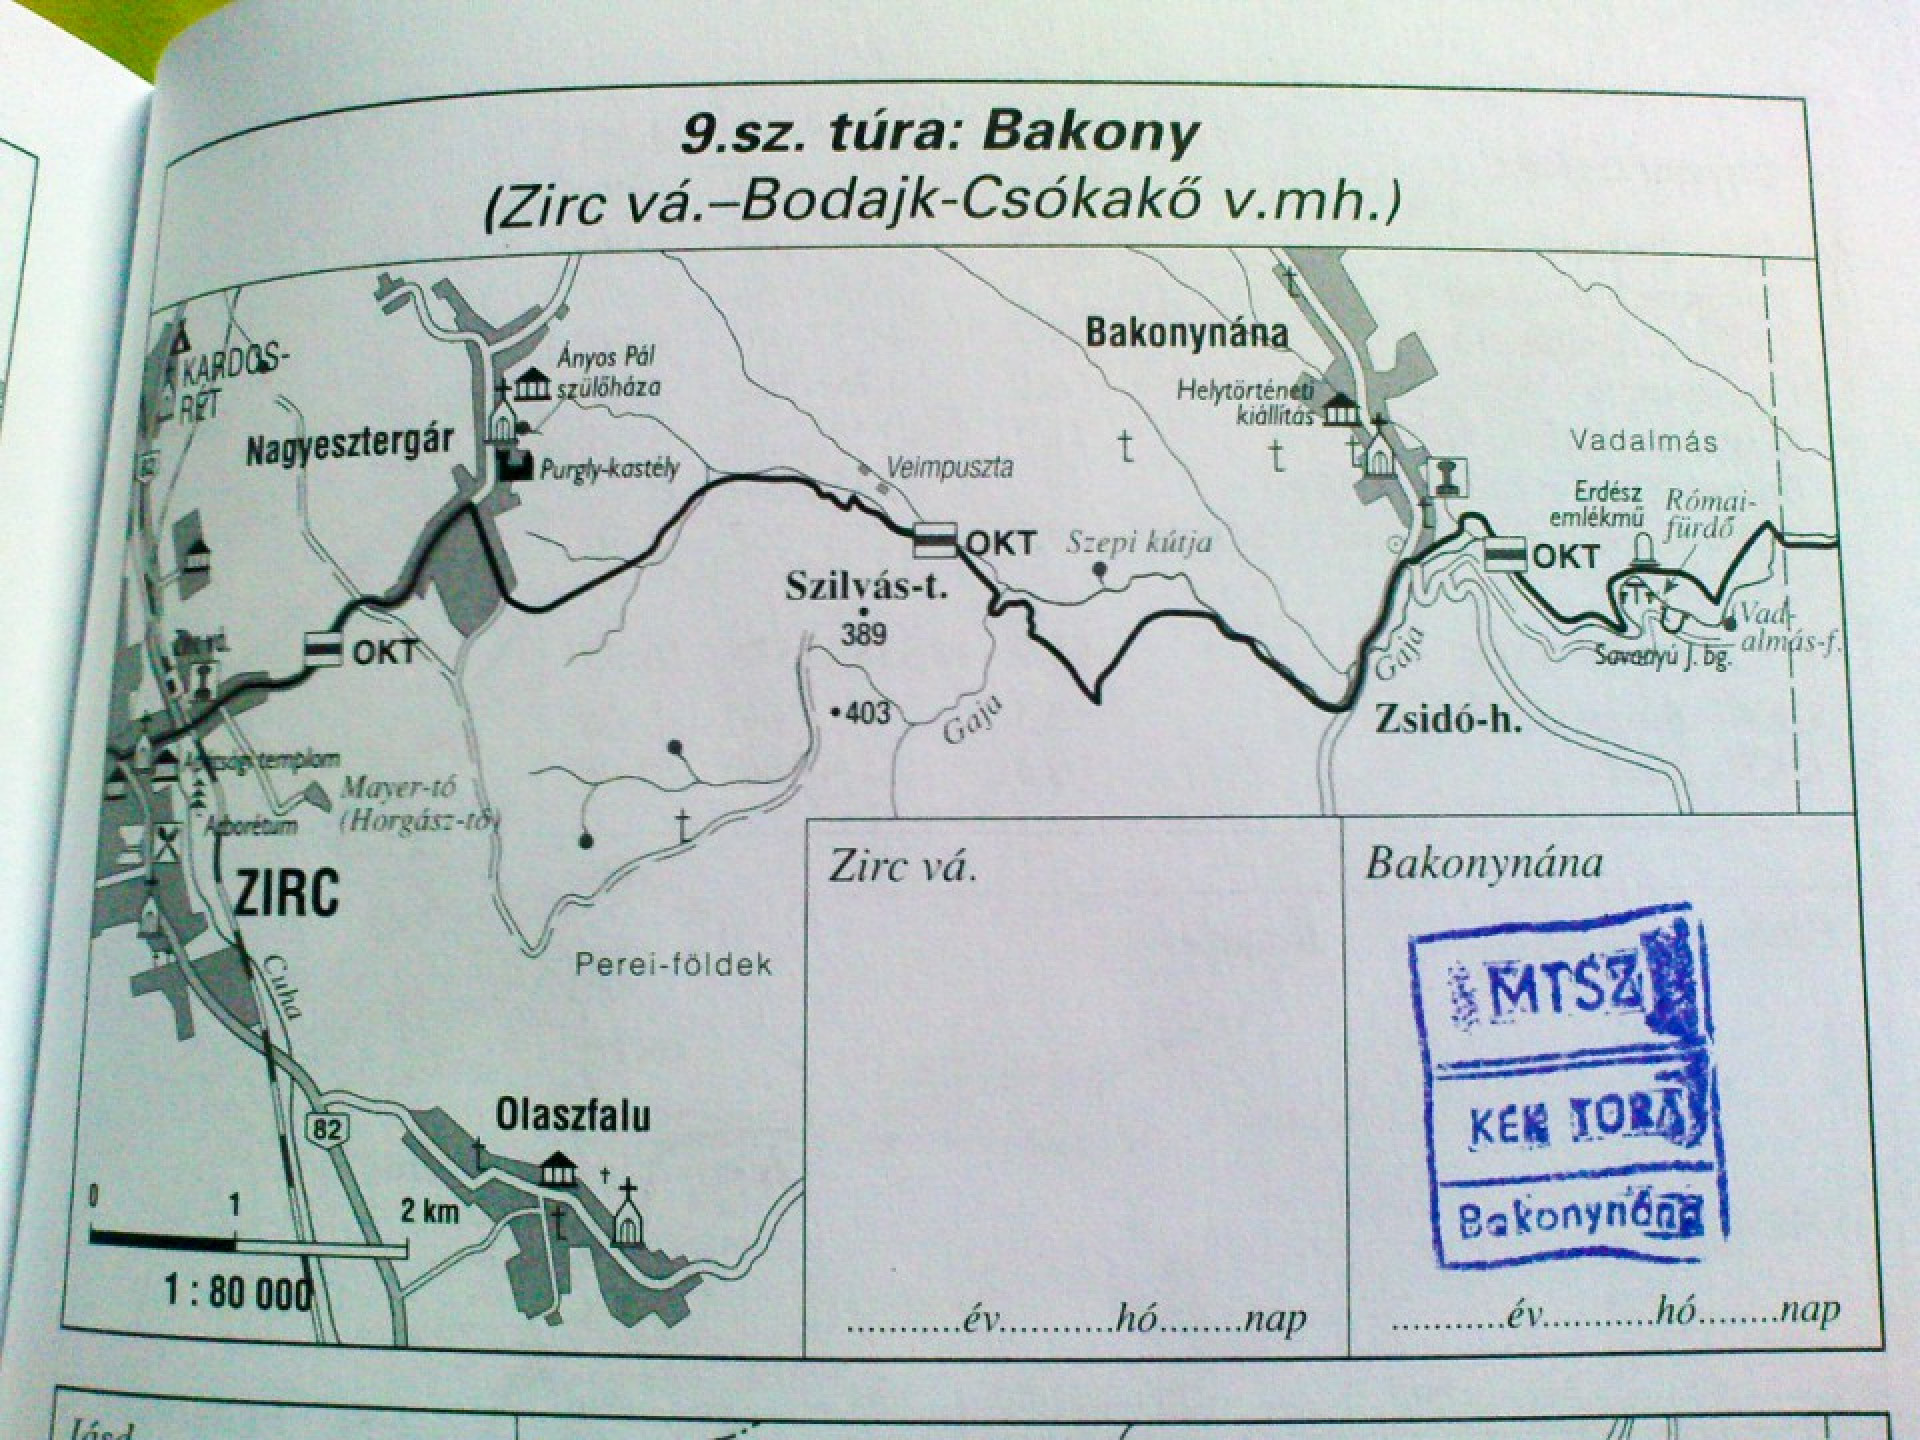 9.sz. túra: Bakony
(Zirc vá.–Bodajk-Csókakő v.mh.)
KARDOS-
RÉT
82
Nagyesztergár
Ányos Pál
szülőháza
Purgly-kastély
Veimpuszta
OKT
Szilvás-t.
389
403
Szepi kútja
Gaja
Bakonynána
Helytörténeti
kiállítás
Vadalmás
Erdész
emlékmű
Római-
fürdő
OKT
Vad-
almás-f.
Savanyú J. bg.
Gaja
Zsidó-h.
OKT
templom
Mayer-tó
(Horgász-tó)
Arborétum
ZIRC
Cuha
Perei-földek
Olaszfalu
82
0 1 2 km
1 : 80 000
Zirc vá.
...........év...........hó........nap
Bakonynána
MTSZ
KÉK TÚRA
Bakonynána
...........év...........hó........nap
Jásd